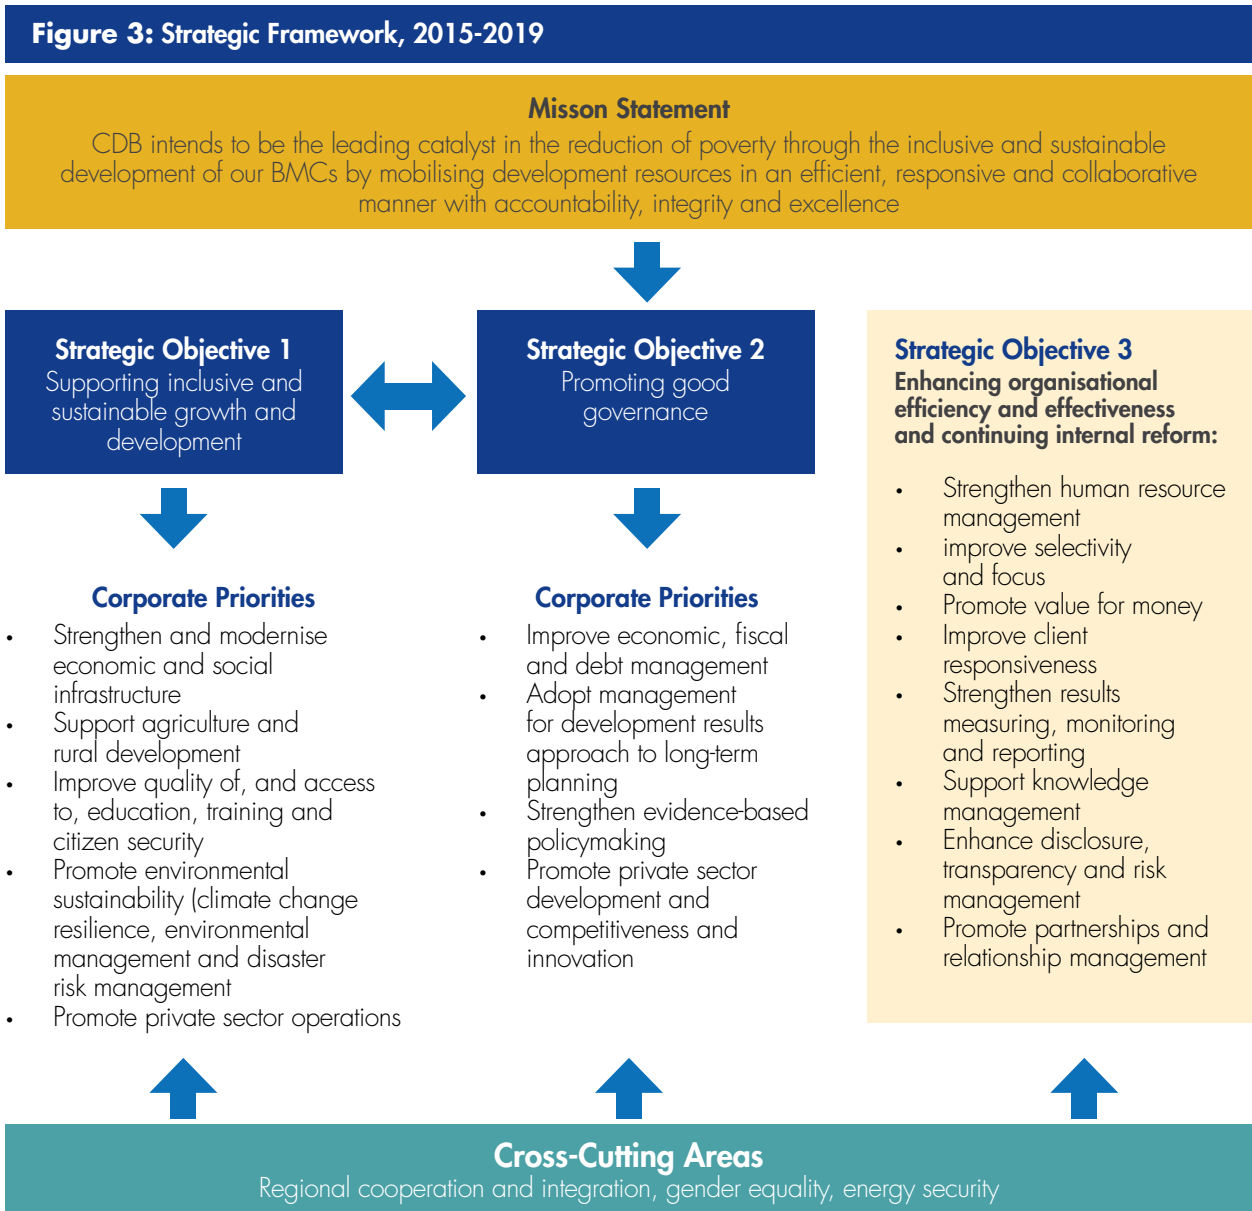 Figure 3: Strategic Framework, 2015-2019
Misson Statement
CDB intends to be the leading catalyst in the reduction of poverty through the inclusive and sustainable
development of our BMCs by mobilising development resources in an efficient, responsive and collaborative
manner with accountability, integrity and excellence
Strategic Objective 1
Supporting inclusive and
sustainable growth and
development
Strategic Objective 2
Promoting good
governance
Strategic Objective 3
Enhancing organisational
efficiency and effectiveness
and continuing internal reform:
• Strengthen human resource
management
• improve selectivity
and focus
• Promote value for money
• Improve client
responsiveness
• Strengthen results
measuring, monitoring
and reporting
• Support knowledge
management
• Enhance disclosure,
transparency and risk
management
• Promote partnerships and
relationship management
Corporate Priorities
• Strengthen and modernise
economic and social
infrastructure
• Support agriculture and
rural development
• Improve quality of, and access
to, education, training and
citizen security
• Promote environmental
sustainability (climate change
resilience, environmental
management and disaster
risk management
• Promote private sector operations
Corporate Priorities
• Improve economic, fiscal
and debt management
• Adopt management
for development results
approach to long-term
planning
• Strengthen evidence-based
policymaking
• Promote private sector
development and
competitiveness and
innovation
Cross-Cutting Areas
Regional cooperation and integration, gender equality, energy security